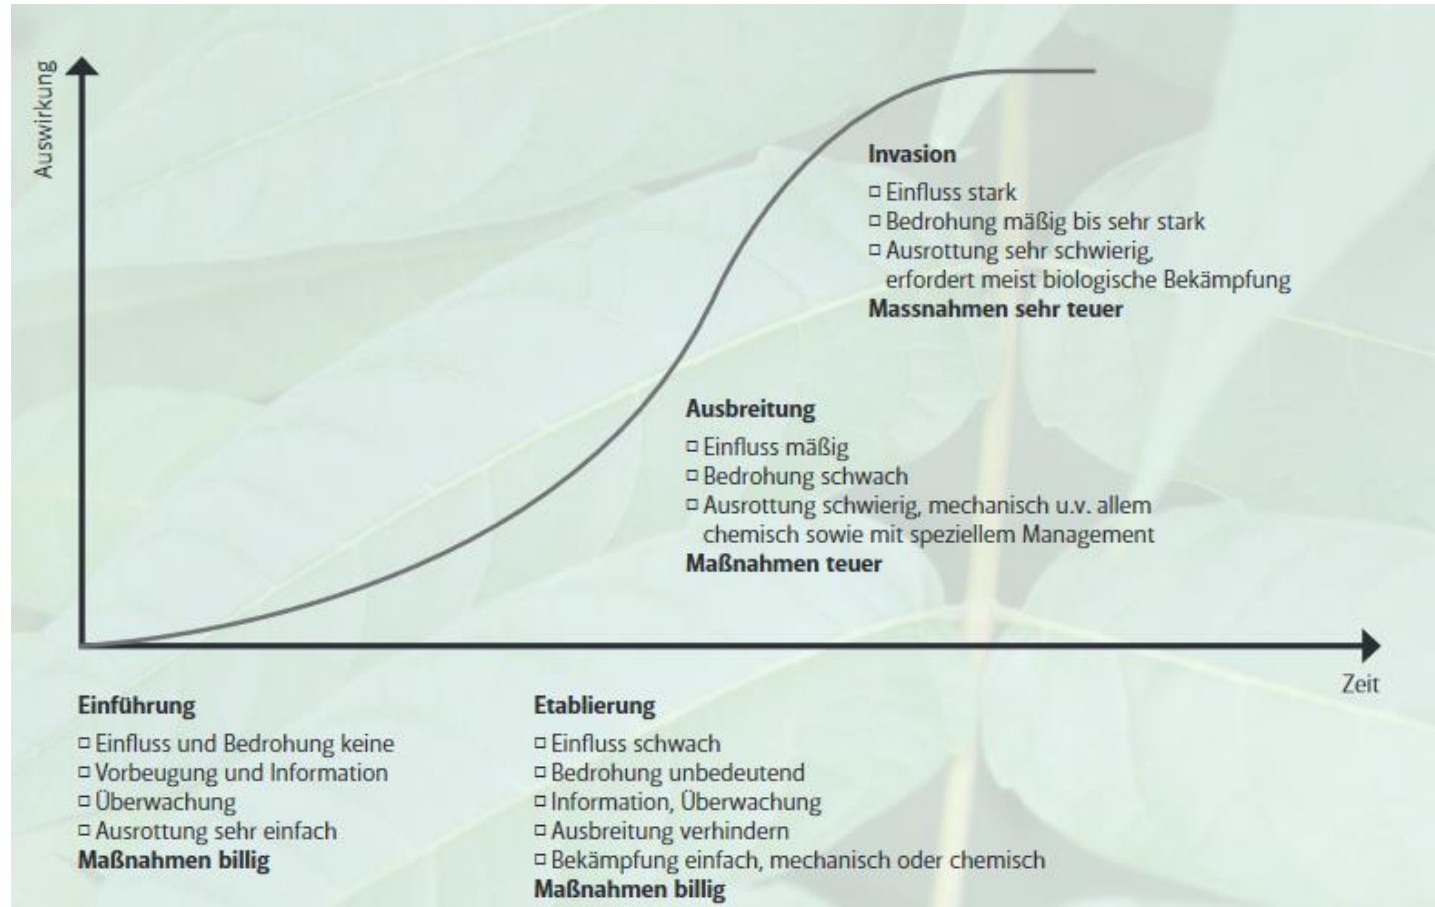 Auswirkung
Invasion
□ Einfluss stark
□ Bedrohung mäßig bis sehr stark
□ Ausrottung sehr schwierig,
erfordert meist biologische Bekämpfung
Massnahmen sehr teuer
Ausbreitung
□ Einfluss mäßig
□ Bedrohung schwach
□ Ausrottung schwierig, mechanisch u.v. allem
chemisch sowie mit speziellem Management
Maßnahmen teuer
Zeit
Einführung
□ Einfluss und Bedrohung keine
□ Vorbeugung und Information
□ Überwachung
□ Ausrottung sehr einfach
Maßnahmen billig
Etablierung
□ Einfluss schwach
□ Bedrohung unbedeutend
□ Information, Überwachung
□ Ausbreitung verhindern
□ Bekämpfung einfach, mechanisch oder chemisch
Maßnahmen billig